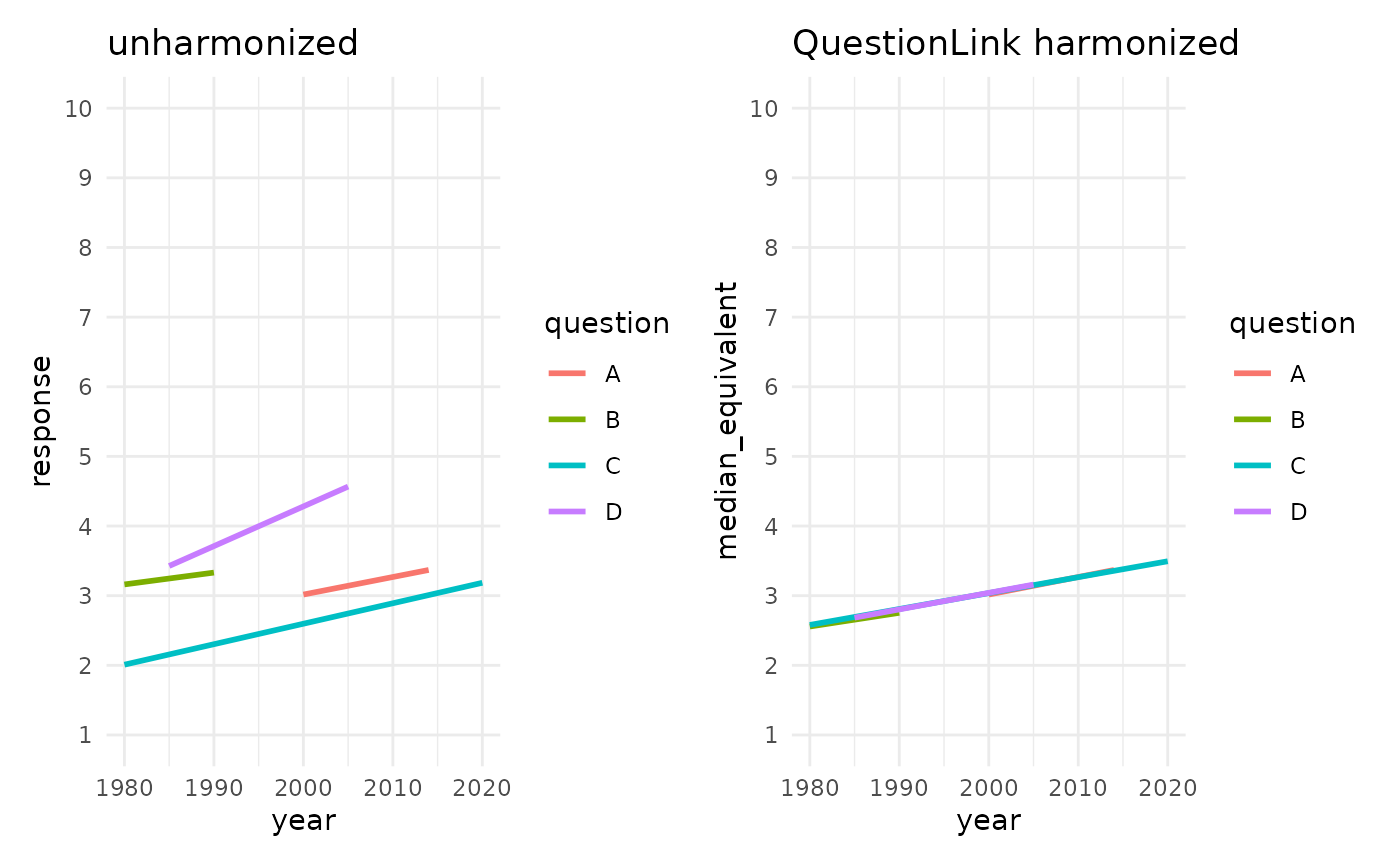 unharmonized
response
10
9
8
7
6
5
4
3
2
1
1980 1990 2000 2010 2020
year
question
A
B
C
D
QuestionLink harmonized
median_equivalent
10
9
8
7
6
5
4
3
2
1
1980 1990 2000 2010 2020
year
question
A
B
C
D